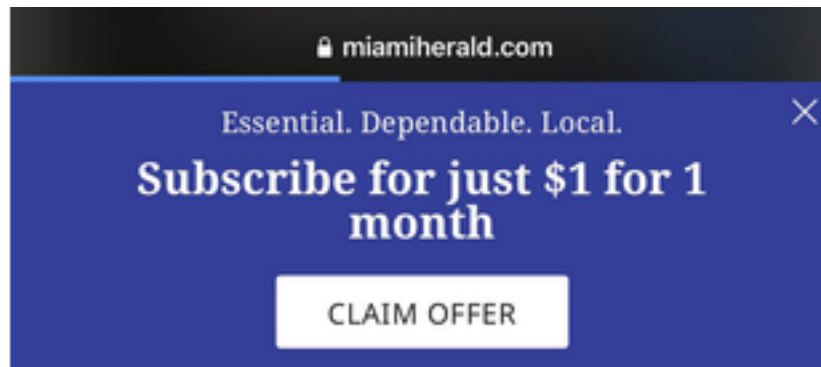 miamiherald.com
Essential. Dependable. Local.
Subscribe for just $1 for 1
month
CLAIM OFFER